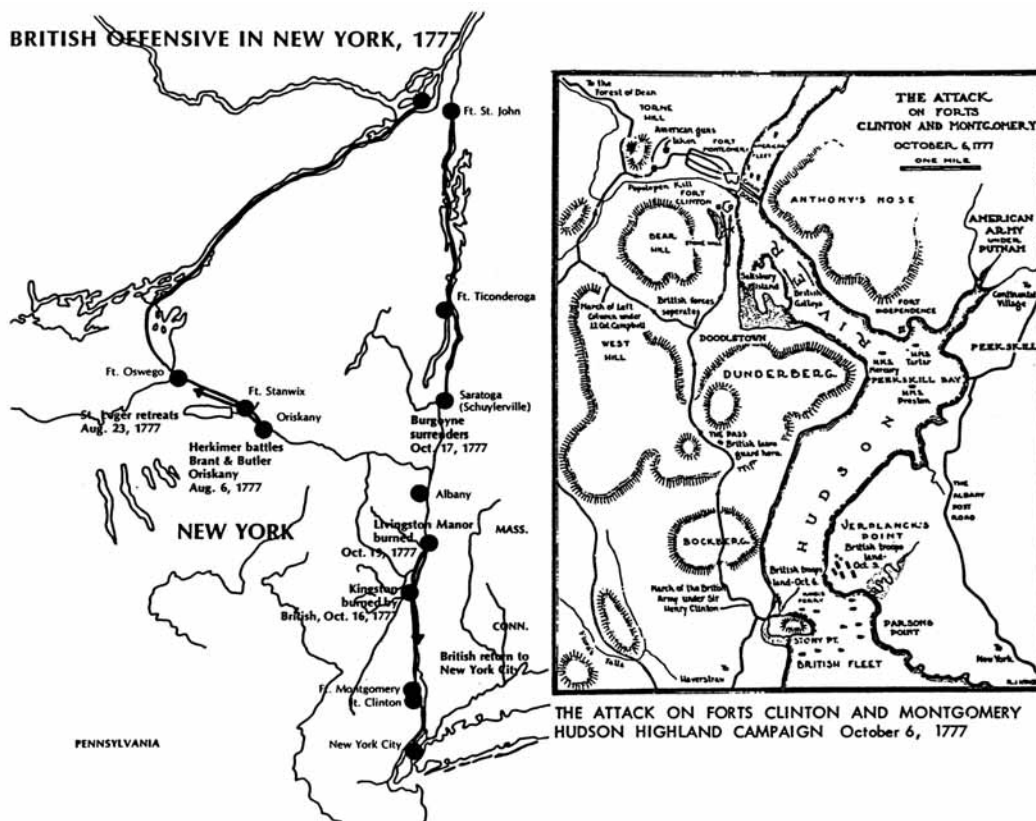 BRITISH OFFENSIVE IN NEW YORK, 1777
Ft. St. John
Ft. Ticonderoga
Ft. Oswego
Ft. Stanwix
Oriskany
St. Leger retreats
Aug. 23, 1777
Herkimer battles
Brant & Butler
Oriskany
Aug. 6, 1777
Saratoga
(Schuylerville)
Burgoyne
surrenders
Oct. 17, 1777
Albany
NEW YORK
Livingston Manor
burned
Oct. 19, 1777
MASS.
Kingston
burned by
British, Oct. 16, 1777
CONN.
British return to
New York City
Ft. Montgomery
Ft. Clinton
PENNSYLVANIA
New York City
THE ATTACK
ON FORTS
CLINTON AND MONTGOMERY
OCTOBER 6, 1777
ONE MILE
To the
Forest of Dean
TORNE
HILL
American guns
taken
FORT
MONTGOMERY
AMERICAN
FLEET
Popolopen Kill
FORT
CLINTON
ANTHONY'S NOSE
AMERICAN
ARMY
UNDER
PUTNAM
BEAR
HILL
To
Continental
Village
Salisbury
Island
British
Galleys
RIVER
FORT
INDEPENDENCE
March of Left
Column under
Lt. Col. Campbell
British forces
seperate
WEST
HILL
DOODLETOWN
H.M.S.
Mercury
H.M.S.
Tartar
PEEKSKILL
DUNDERBERG
PEEKSKILL BAY
H.M.S.
Preston
THE PASS
British leave
guard here
HUDSON
THE
ALBANY
POST
ROAD
BOCKBERG
VERPLANCK'S
POINT
British troops
land-
Oct. 5
British troops
land-Oct. 6
KING'S
FERRY
March of the British
Army under Sir
Henry Clinton
STONY PT.
PARSONS
POINT
To
New York
Falls
To
Haverstraw
BRITISH FLEET
THE ATTACK ON FORTS CLINTON AND MONTGOMERY
HUDSON HIGHLAND CAMPAIGN October 6, 1777